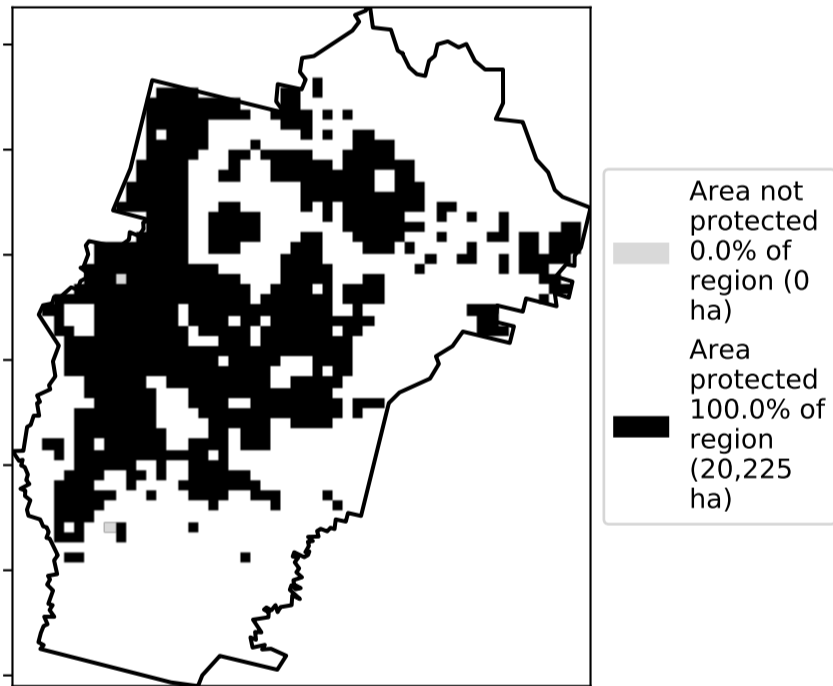 Area not
protected
0.0% of
region (0
ha)
Area
protected
100.0% of
region
(20,225
ha)